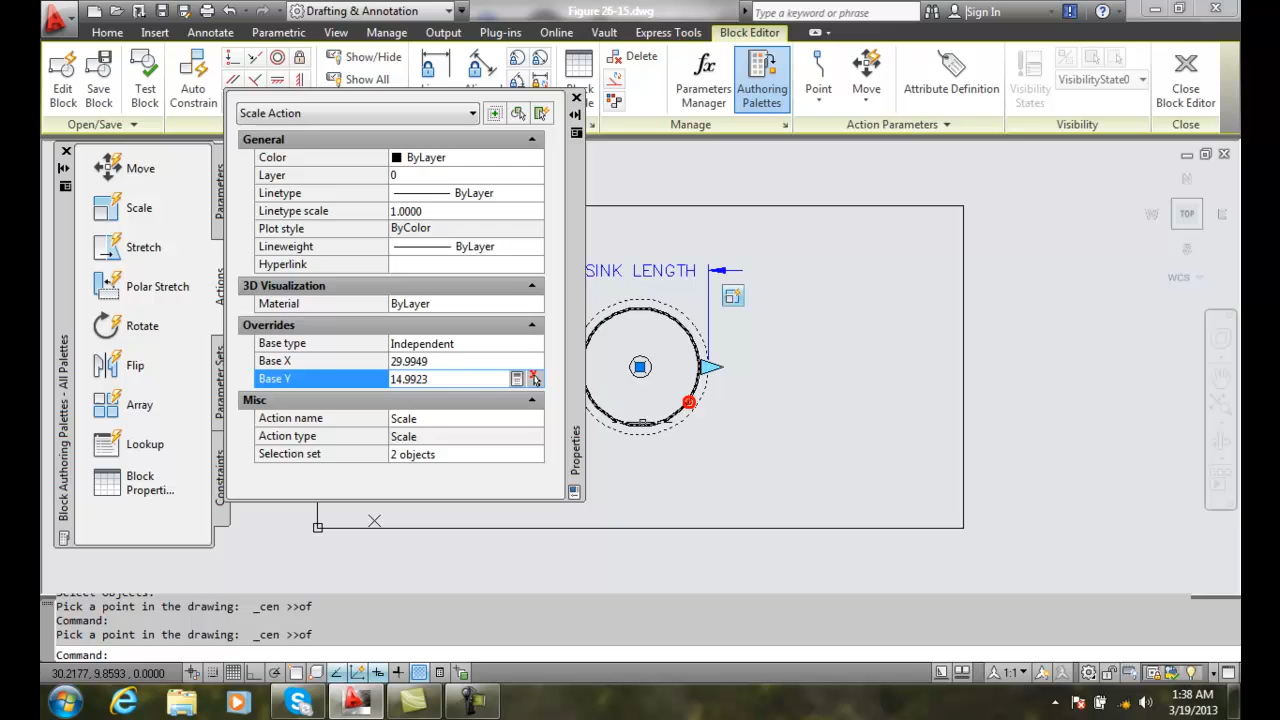 Drafting & Annotation
Figure 26-15.dwg
Type a keyword or phrase
Sign In
Home
Insert
Annotate
Parametric
View
Manage
Output
Plug-ins
Online
Vault
Express Tools
Block Editor
Edit
Block
Save
Block
Test
Block
Auto
Constrain
Show/Hide
Show All
Block
Delete
Parameters
Manager
Authoring
Palettes
Point
Move
Attribute Definition
Visibility
States
VisibilityState0
Close
Block Editor
Open/Save
Manage
Action Parameters
Visibility
Close
Move
Scale
Stretch
Polar Stretch
Rotate
Flip
Array
Lookup
Block
Properti...
Parameters
Actions
Parameter Sets
Constraints
Block Authoring Palettes - All Palettes
Scale Action
General
Color ByLayer
Layer 0
Linetype ByLayer
Linetype scale 1.0000
Plot style ByColor
Lineweight ByLayer
Hyperlink
3D Visualization
Material ByLayer
Overrides
Base type Independent
Base X 29.9949
Base Y 14.9923
Misc
Action name Scale
Action type Scale
Selection set 2 objects
Properties
SINK LENGTH
N
W
TOP
E
S
WCS
Select objects:
Pick a point in the drawing: _cen >>of
Command:
Pick a point in the drawing: _cen >>of
Command:
30.2177, 9.8593, 0.0000
1:1
1:38 AM
3/19/2013